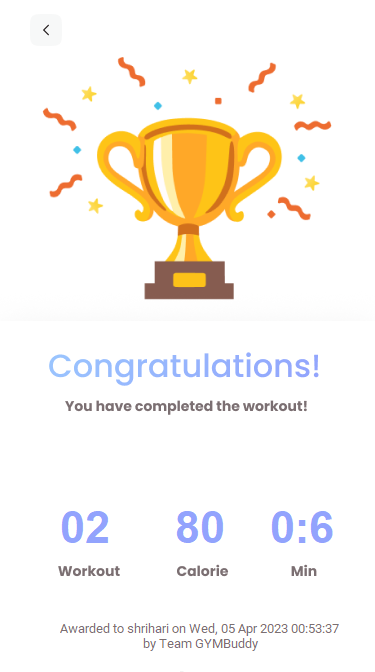 Congratulations!
You have completed the workout!
02 80 0:6
Workout Calorie Min
Awarded to shrihari on Wed, 05 Apr 2023 00:53:37
by Team GYMBuddy